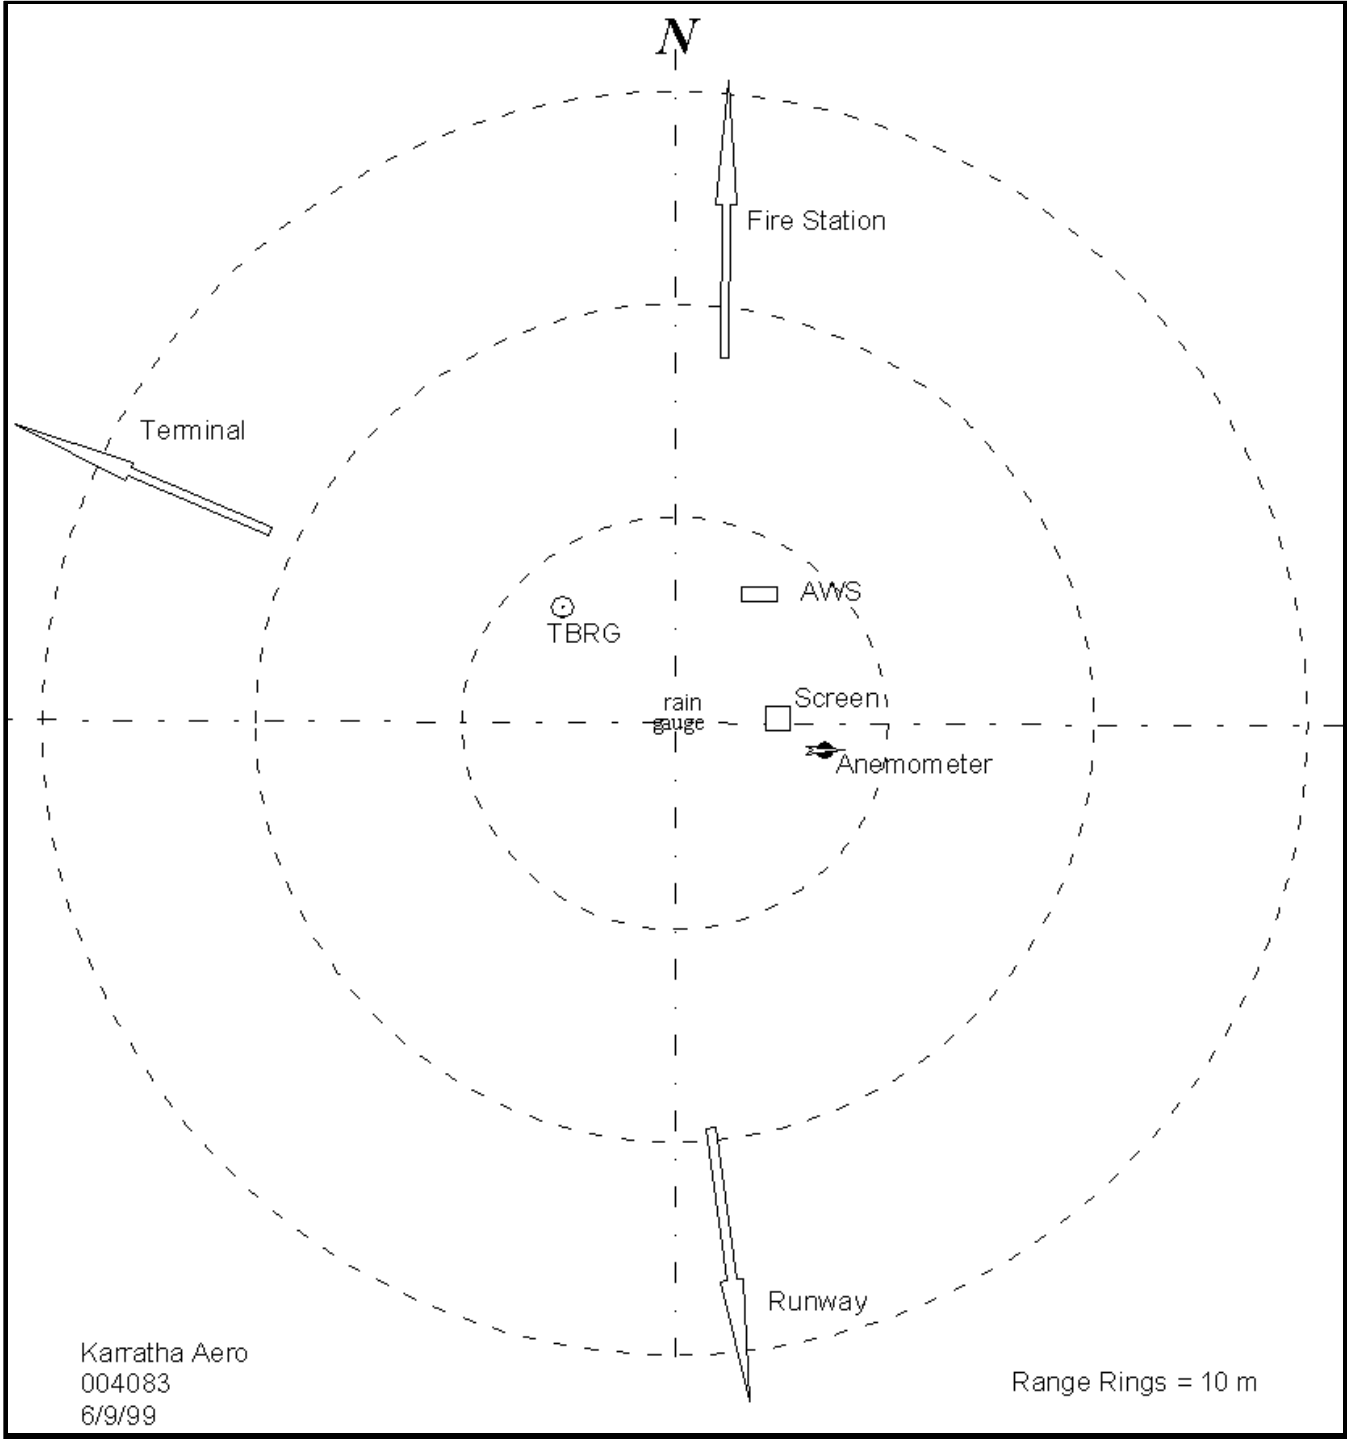 N
Fire Station
Terminal
AWS
TBRG
rain
gauge
Screen
Anemometer
Runway
Karratha Aero
004083
6/9/99
Range Rings = 10 m